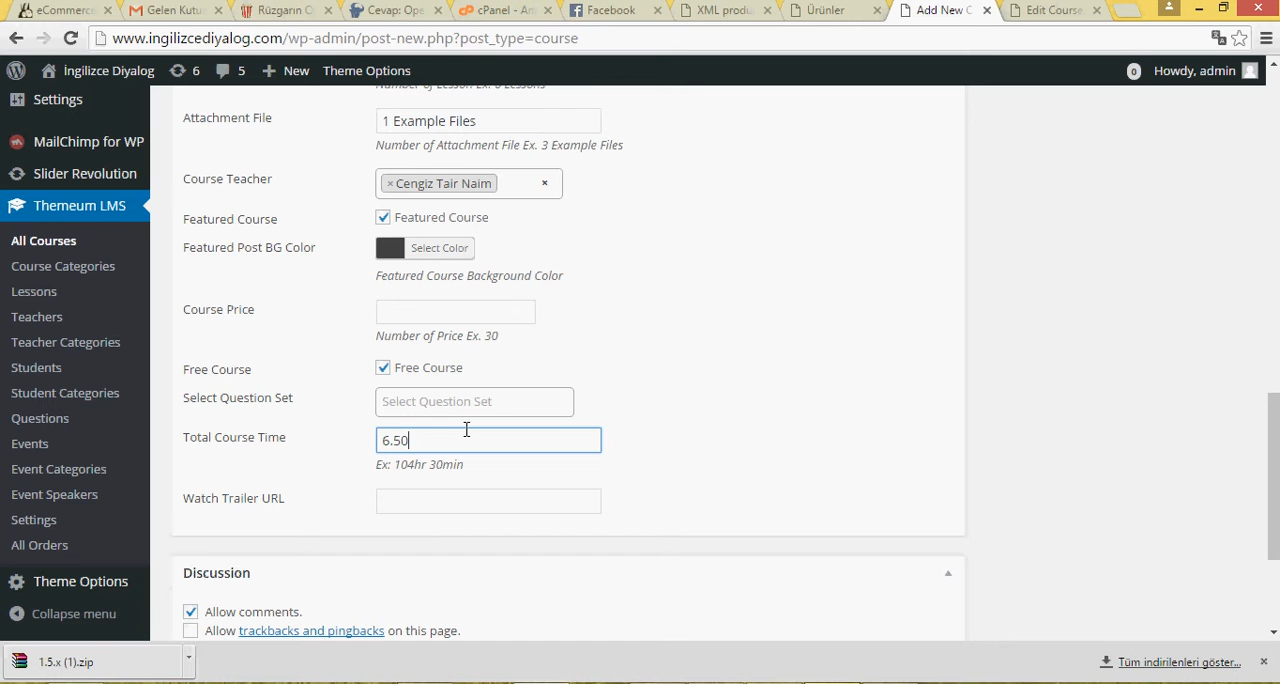 eCommerce
Gelen Kutu
Rüzgarın
Cevap: Ope
cPanel - An
Facebook
XML produ
Ürünler
Add New C
Edit Course
www.ingilizcediyalog.com/wp-admin/post-new.php?post_type=course
İngilizce Diyalog
6
5
New
Theme Options
0
Howdy, admin
Settings
MailChimp for WP
Slider Revolution
Themeum LMS
All Courses
Course Categories
Lessons
Teachers
Teacher Categories
Students
Student Categories
Questions
Events
Event Categories
Event Speakers
Settings
All Orders
Theme Options
Collapse menu
Number of Lesson Ex. 6 Lessons
Attachment File
1 Example Files
Number of Attachment File Ex. 3 Example Files
Course Teacher
× Cengiz Tair Naim ×
Featured Course
Featured Course
Featured Post BG Color
Select Color
Featured Course Background Color
Course Price
Number of Price Ex. 30
Free Course
Free Course
Select Question Set
Select Question Set
Total Course Time
6.50
Ex: 104hr 30min
Watch Trailer URL
Discussion
Allow comments.
Allow trackbacks and pingbacks on this page.
1.5.x (1).zip
Tüm indirilenleri göster...